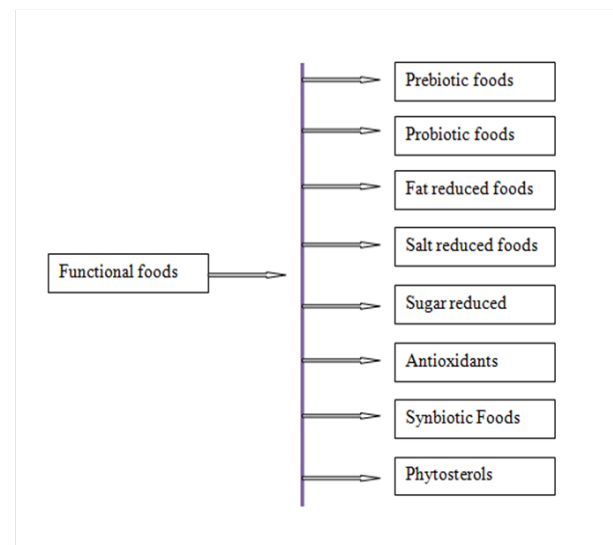 Prebiotic foods
Probiotic foods
Fat reduced foods
Salt reduced foods
Functional foods
Sugar reduced
Antioxidants
Synbiotic Foods
Phytosterols